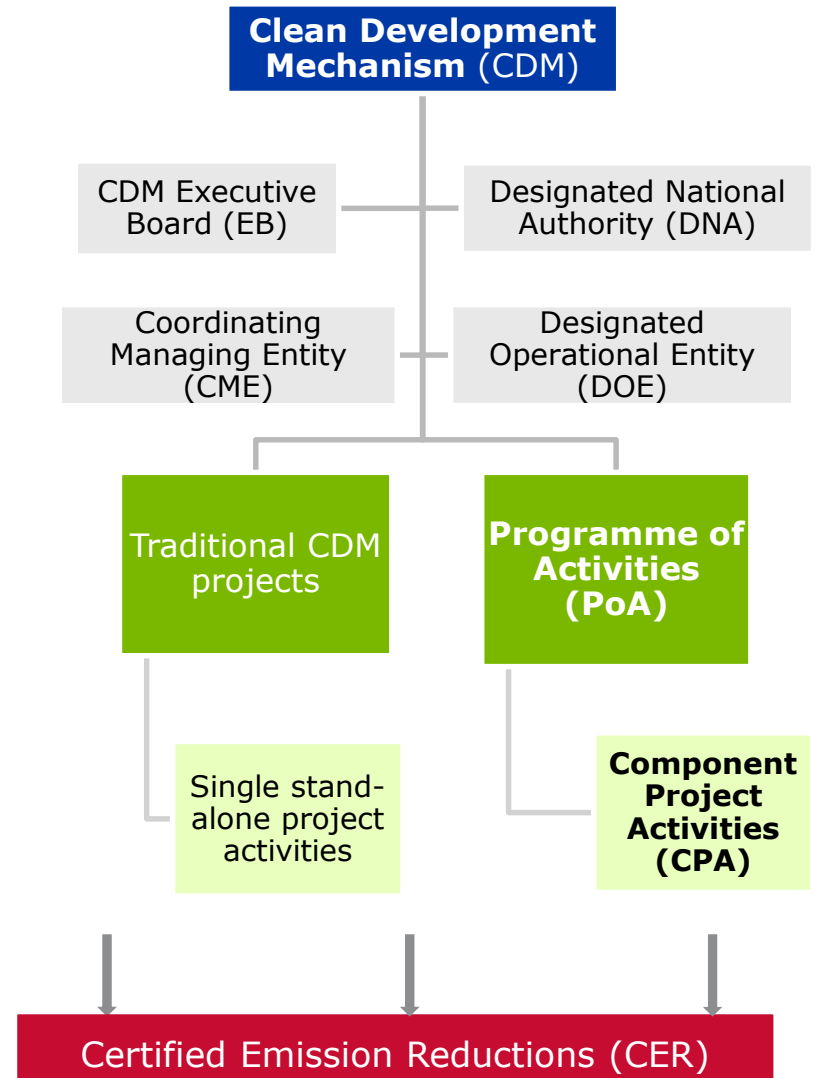 Clean Development
Mechanism (CDM)
CDM Executive
Board (EB)
Designated National
Authority (DNA)
Coordinating
Managing Entity
(CME)
Designated
Operational Entity
(DOE)
Traditional CDM
projects
Programme of
Activities
(PoA)
Single stand-
alone project
activities
Component
Project
Activities
(CPA)
Certified Emission Reductions (CER)